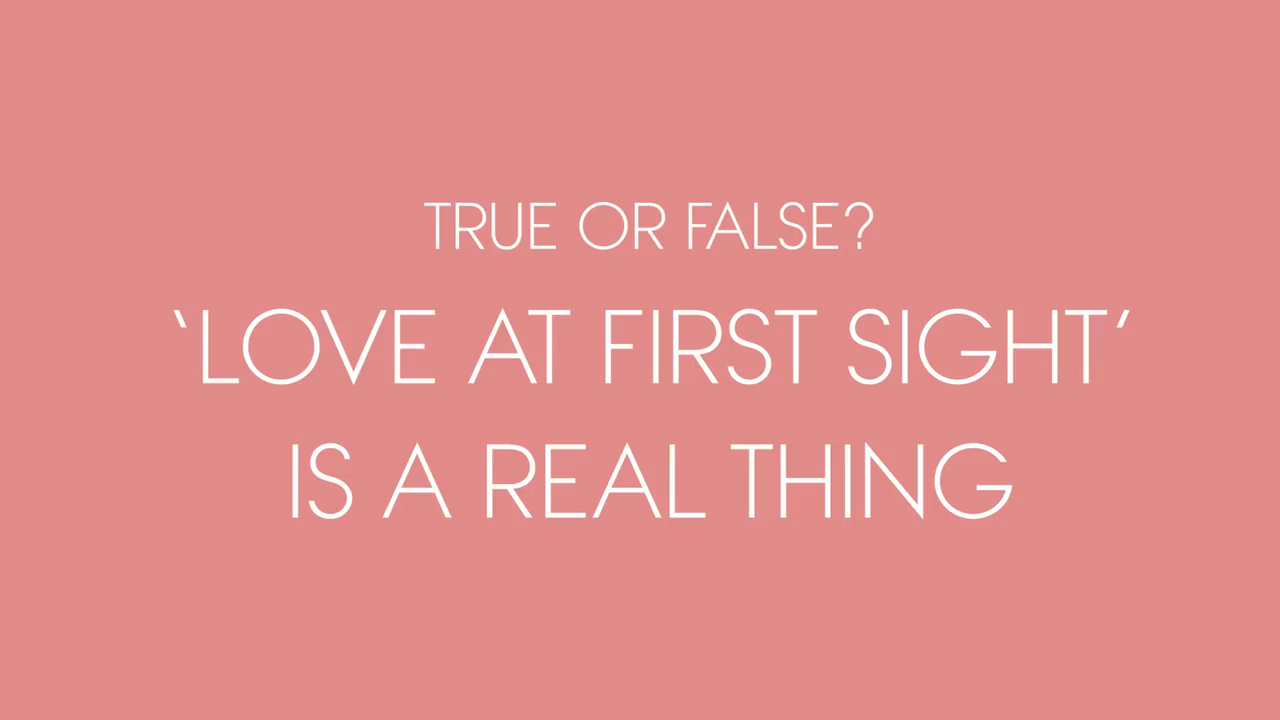 TRUE OR FALSE?
‘LOVE AT FIRST SIGHT’
IS A REAL THING